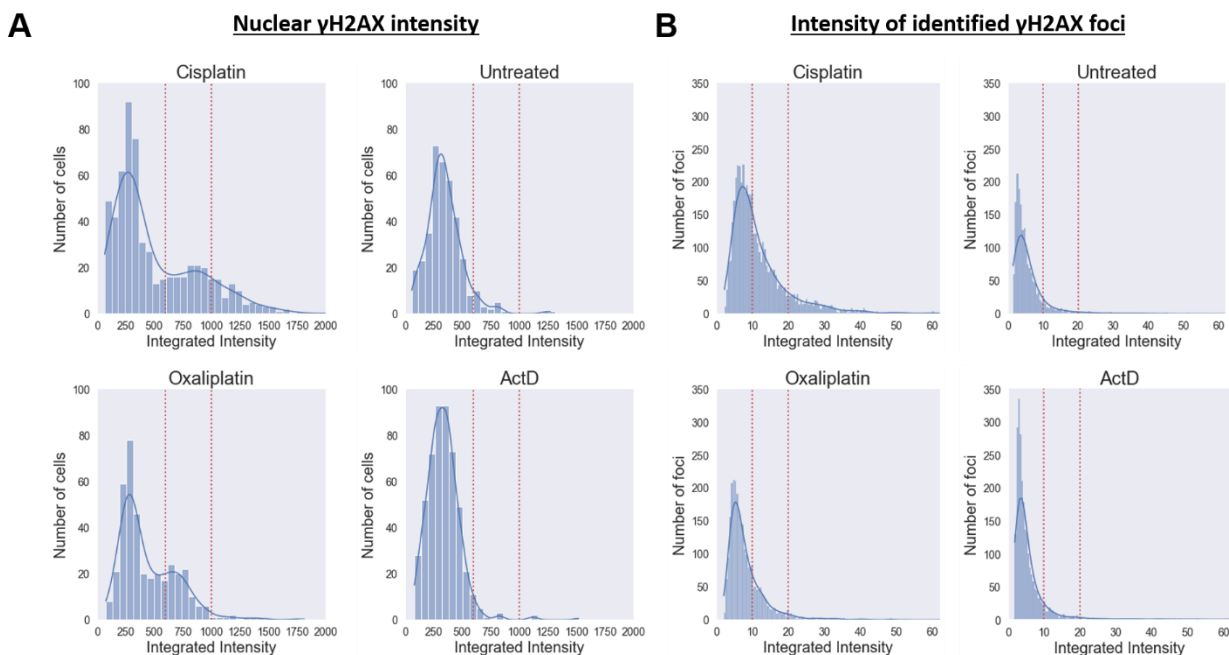 A
Nuclear γH2AX intensity
Cisplatin
Number of cells
100
80
60
40
20
0
0 250 500 750 1000 1250 1500 1750 2000
Integrated Intensity
Untreated
Number of cells
100
80
60
40
20
0
0 250 500 750 1000 1250 1500 1750 2000
Integrated Intensity
Oxaliplatin
Number of cells
100
80
60
40
20
0
0 250 500 750 1000 1250 1500 1750 2000
Integrated Intensity
ActD
Number of cells
100
80
60
40
20
0
0 250 500 750 1000 1250 1500 1750 2000
Integrated Intensity
B
Intensity of identified γH2AX foci
Cisplatin
Number of foci
350
300
250
200
150
100
50
0
0 10 20 30 40 50 60
Integrated Intensity
Untreated
Number of foci
350
300
250
200
150
100
50
0
0 10 20 30 40 50 60
Integrated Intensity
Oxaliplatin
Number of foci
350
300
250
200
150
100
50
0
0 10 20 30 40 50 60
Integrated Intensity
ActD
Number of foci
350
300
250
200
150
100
50
0
0 10 20 30 40 50 60
Integrated Intensity